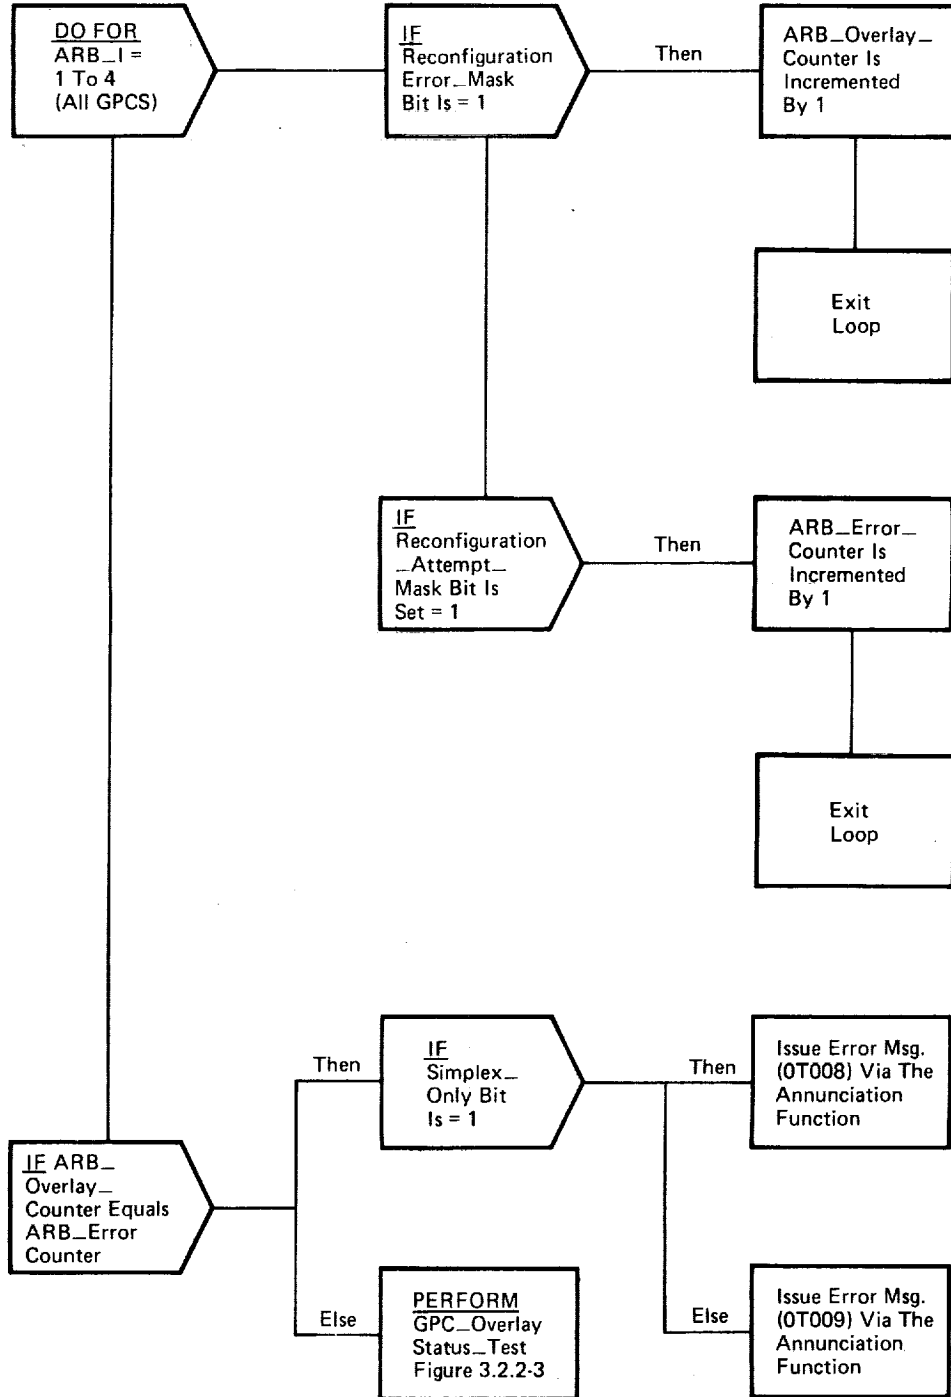 DO FOR
ARB_I =
1 To 4
(All GPCS)
IF
Reconfiguration
Error_Mask
Bit Is = 1
Then
ARB_Overlay_
Counter Is
Incremented
By 1
Exit
Loop
IF
Reconfiguration
_Attempt_
Mask Bit Is
Set = 1
Then
ARB_Error_
Counter Is
Incremented
By 1
Exit
Loop
IF ARB_
Overlay_
Counter Equals
ARB_Error
Counter
Then
IF
Simplex_
Only Bit
Is = 1
Then
Issue Error Msg.
(0T008) Via The
Annunciation
Function
Else
PERFORM
GPC_Overlay
Status_Test
Figure 3.2.2-3
Else
Issue Error Msg.
(0T009) Via The
Annunciation
Function